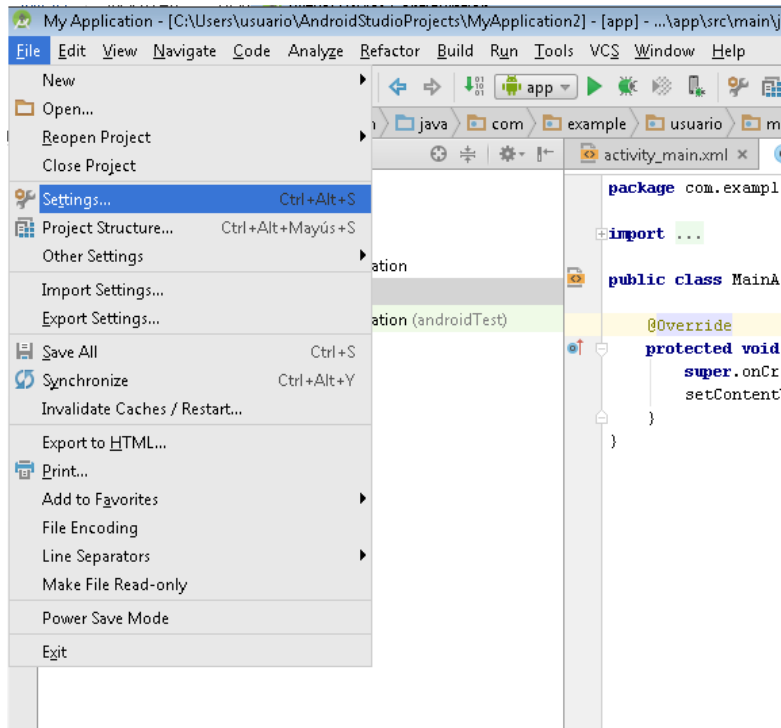 My Application - [C:\Users\usuario\AndroidStudioProjects\MyApplication2] - [app] - ...\app\src\main\j
File Edit View Navigate Code Analyze Refactor Build Run Tools VCS Window Help
New
app
Open...
java com example usuario m
Reopen Project
Close Project
activity_main.xml
Settings... Ctrl+Alt+S
package com.exampl
Project Structure... Ctrl+Alt+Mayús+S
import ...
Other Settings
ation
public class MainA
Import Settings...
Export Settings...
ation (androidTest)
@Override
Save All Ctrl+S
protected void
Synchronize Ctrl+Alt+Y
super.onCr
Invalidate Caches / Restart...
setContent
}
Export to HTML...
}
Print...
Add to Favorites
File Encoding
Line Separators
Make File Read-only
Power Save Mode
Exit